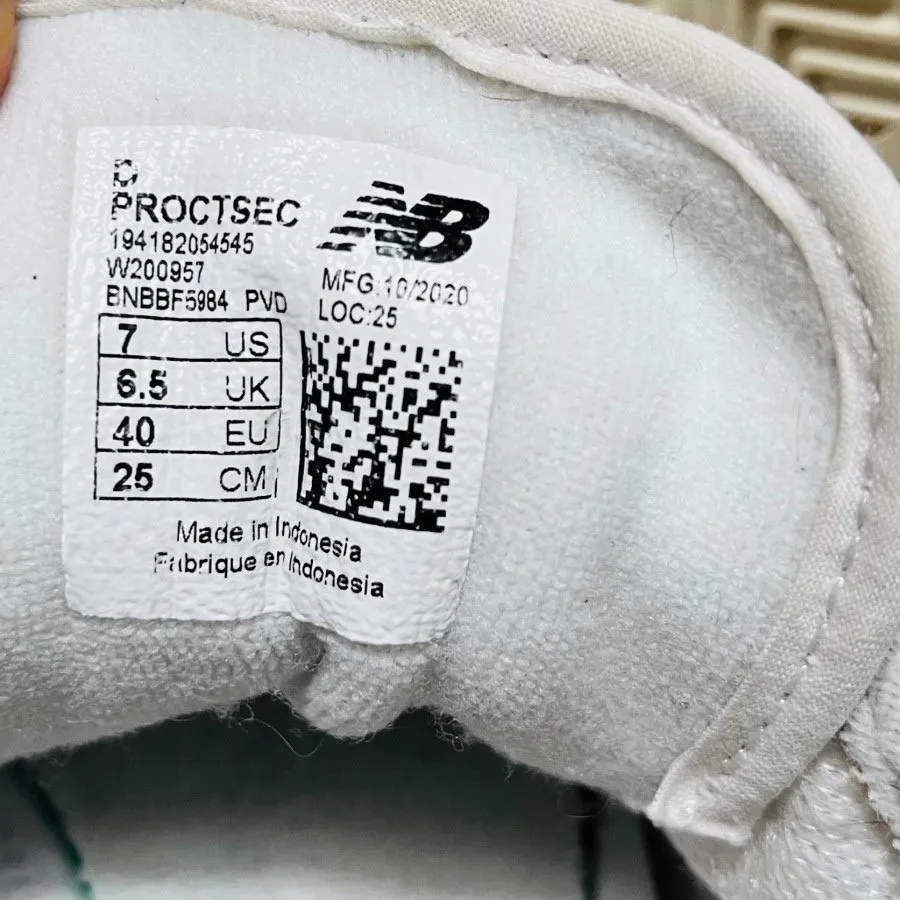 D
PROCTSEC
194182054545
W200957
BNBBF5984 PVD
NB
MFG:10/2020
LOC:25
7 US
6.5 UK
40 EU
25 CM
Made in Indonesia
Fabrique en Indonesia